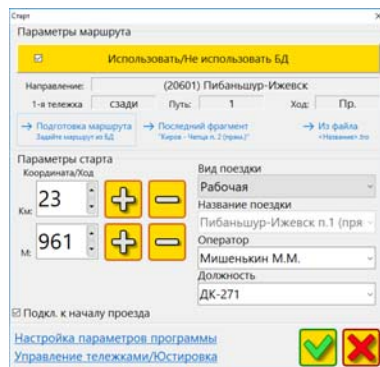 Старт
Параметры маршрута
Использовать/Не использовать БД
Направление: (20601) Пибаньшур-Ижевск
1-я тележка сзади Путь: 1 Ход: Пр.
→ Подготовка маршрута → Последний фрагмент → Из файла
Задайте маршрут из БД "Киров - Чепца п. 2 (прям.)"
Параметры старта
Координата/Ход
Км: 23
М: 961
Вид поездки
Рабочая
Название поездки
Пибаньшур-Ижевск п.1 (пря
Оператор
Мишенькин М.М.
Должность
ДК-271
Подкл. к началу проезда
Настройка параметров программы
Управление тележками/Юстировка